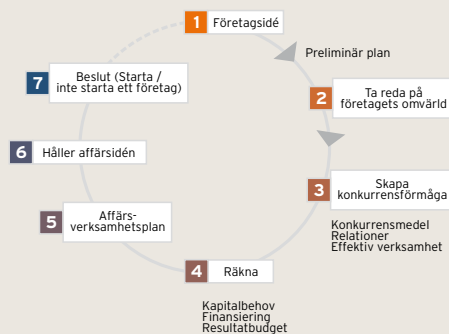 1 Företagsidé
Preliminär plan
2 Ta reda på
företagets omvärld
3 Skapa
konkurrensförmåga
Konkurrensmedel
Relationer
Effektiv verksamhet
4 Räkna
Kapitalbehov
Finansiering
Resultatbudget
5 Affärs-
verksamhetsplan
6 Håller affärsidén
7 Beslut (Starta /
inte starta ett företag)